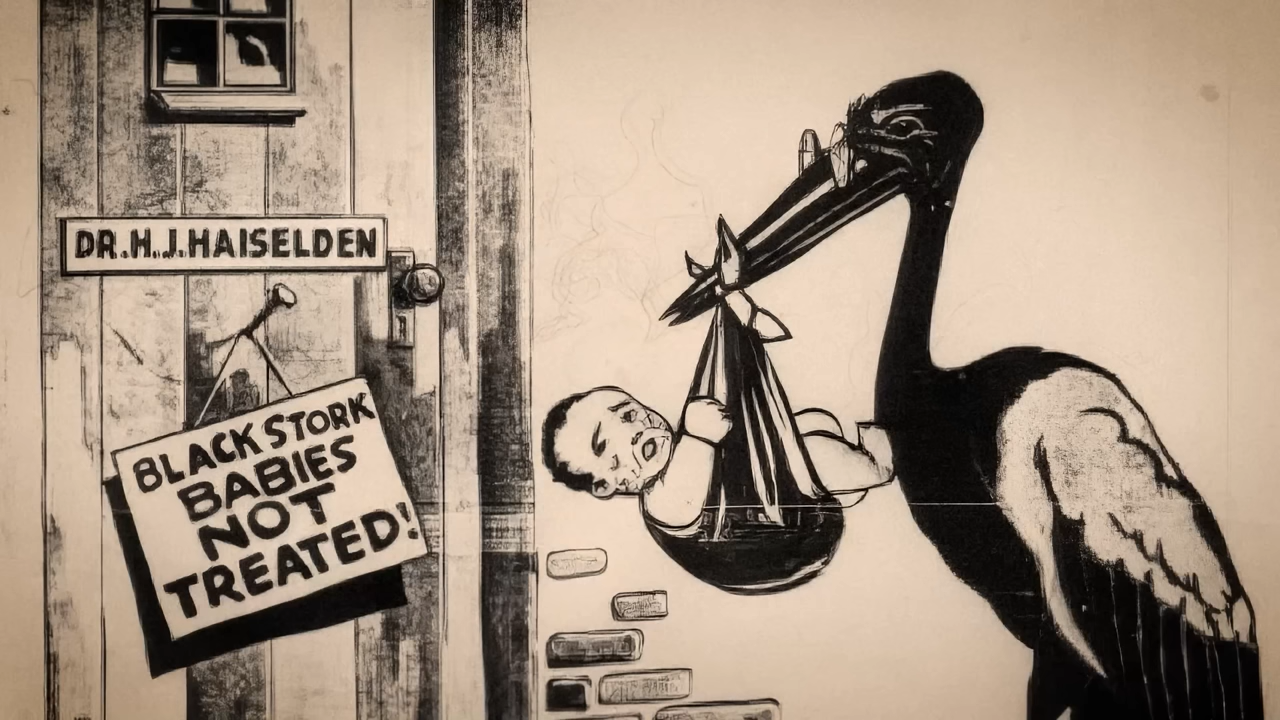 DR.H.J.HAISELDEN
BLACK STORK
BABIES
NOT
TREATED!